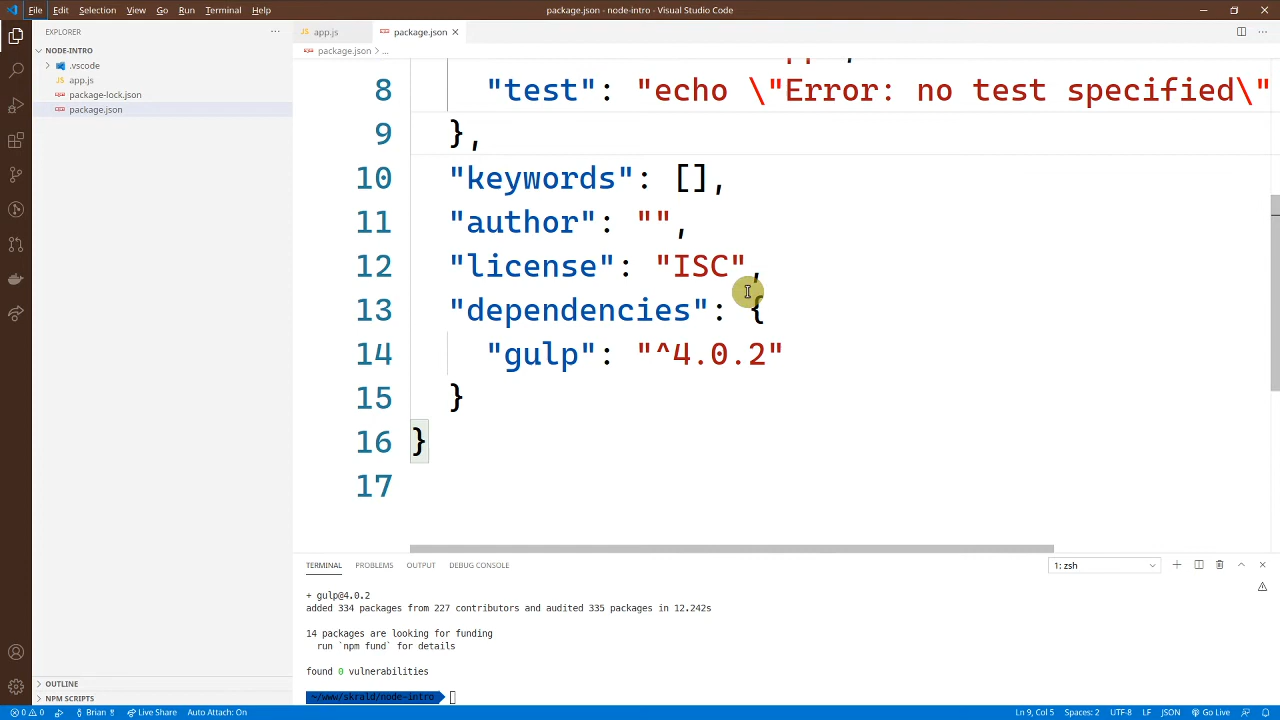 File Edit Selection View Go Run Terminal Help
package.json - node-intro - Visual Studio Code
EXPLORER
NODE-INTRO
.vscode
JS app.js
package-lock.json
package.json
OUTLINE
NPM SCRIPTS
JS app.js
package.json
package.json > ...
8 "test": "echo \"Error: no test specified\"
9 },
10 "keywords": [],
11 "author": "",
12 "license": "ISC",
13 "dependencies": {
14 "gulp": "^4.0.2"
15 }
16 }
17
TERMINAL PROBLEMS OUTPUT DEBUG CONSOLE
1: zsh
+ gulp@4.0.2
added 334 packages from 227 contributors and audited 335 packages in 12.242s
14 packages are looking for funding
run `npm fund` for details
found 0 vulnerabilities
~/www/skrald/node-intro
0 0 Brian Live Share Auto Attach: On
Ln 9, Col 5 Spaces: 2 UTF-8 LF JSON Go Live